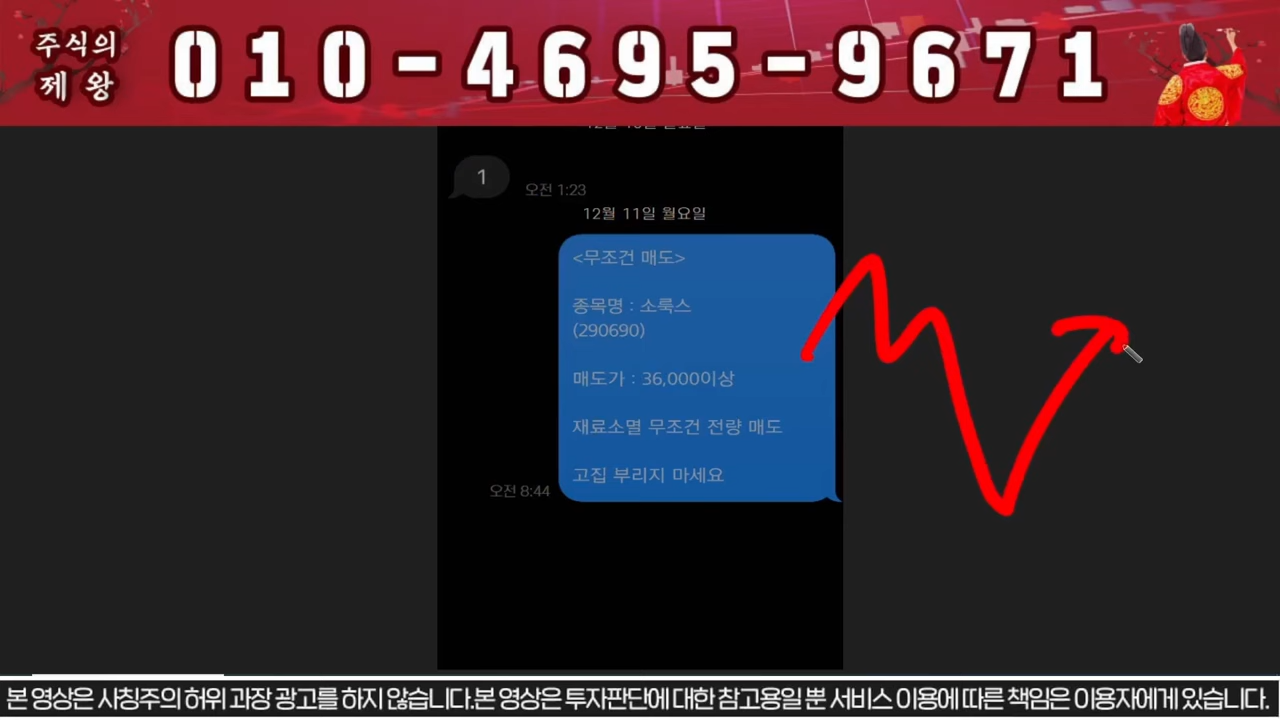 주식의
제 왕
010-4695-9671
1
오전 1:23
12월 11일 월요일
<무조건 매도>
종목명 : 소룩스
(290690)
매도가 : 36,000이상
재료소멸 무조건 전량 매도
고집 부리지 마세요
오전 8:44
본 영상은 사칭주의 허위 과장 광고를 하지 않습니다.본 영상은 투자판단에 대한 참고용일 뿐 서비스 이용에 따른 책임은 이용자에게 있습니다.